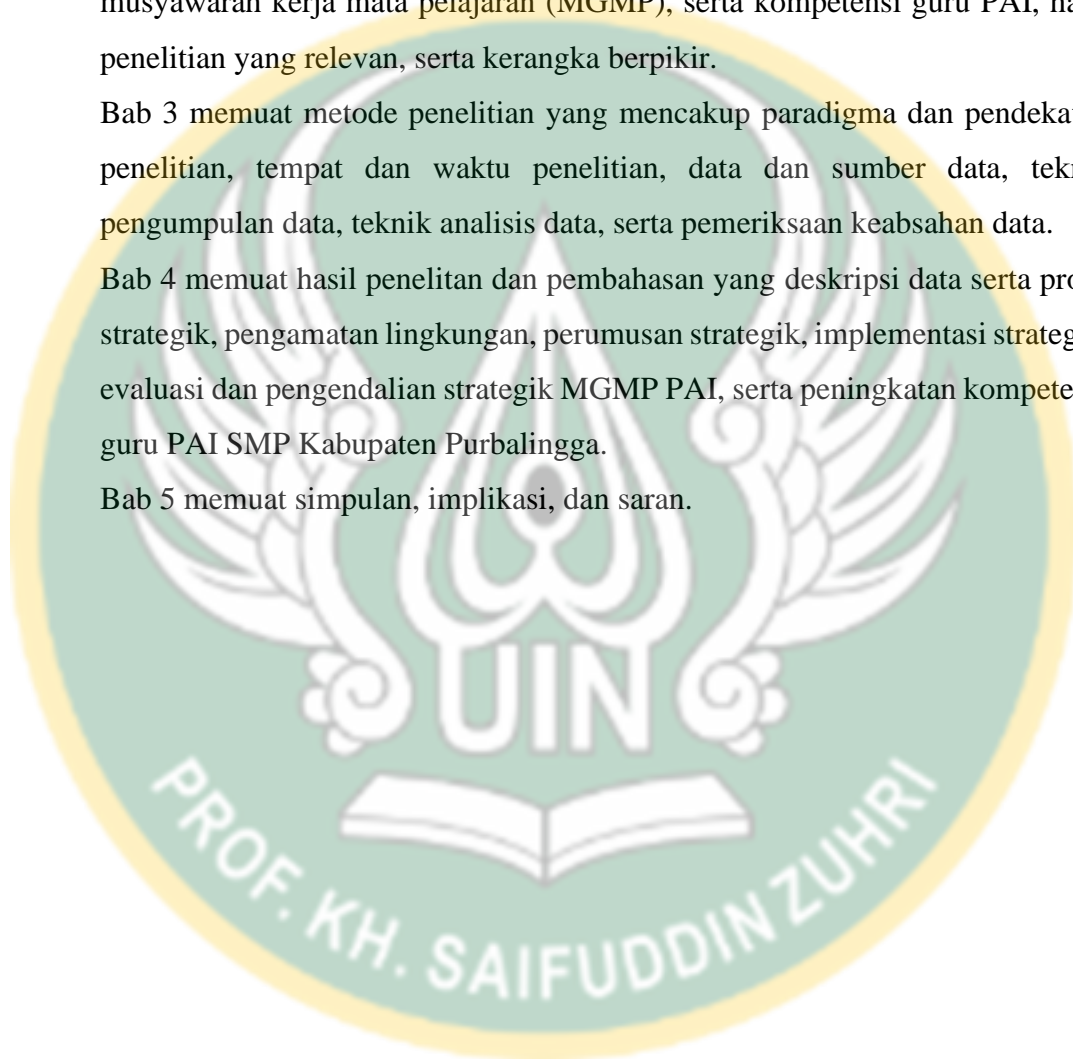 musyawarah kerja mata pelajaran (MGMP), serta kompetensi guru PAI, ha
penelitian yang relevan, serta kerangka berpikir.
Bab 3 memuat metode penelitian yang mencakup paradigma dan pendeka
penelitian, tempat dan waktu penelitian, data dan sumber data, tek
pengumpulan data, teknik analisis data, serta pemeriksaan keabsahan data.
Bab 4 memuat hasil penelitan dan pembahasan yang deskripsi data serta pro
strategik, pengamatan lingkungan, perumusan strategik, implementasi strateg
evaluasi dan pengendalian strategik MGMP PAI, serta peningkatan kompete
guru PAI SMP Kabupaten Purbalingga.
Bab 5 memuat simpulan, implikasi, dan saran.
UIN
PROF. KH. SAIFUDDIN ZUHRI